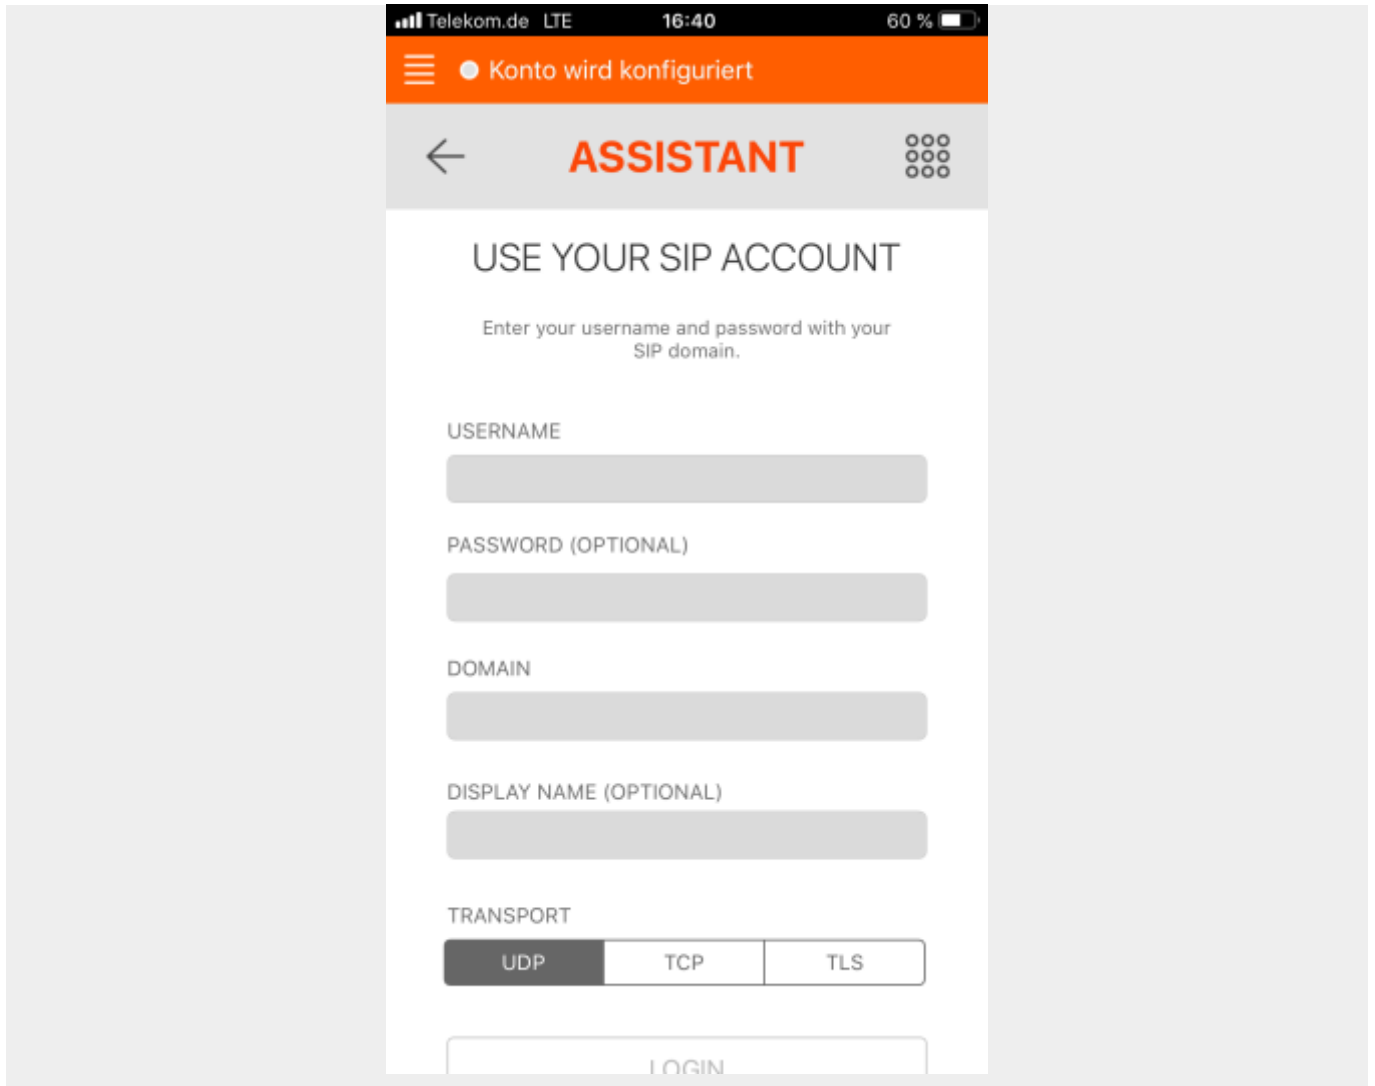 Telekom.de LTE 16:40 60 %
Konto wird konfiguriert
ASSISTANT
USE YOUR SIP ACCOUNT
Enter your username and password with your
SIP domain.
USERNAME
PASSWORD (OPTIONAL)
DOMAIN
DISPLAY NAME (OPTIONAL)
TRANSPORT
UDP TCP TLS
LOGIN